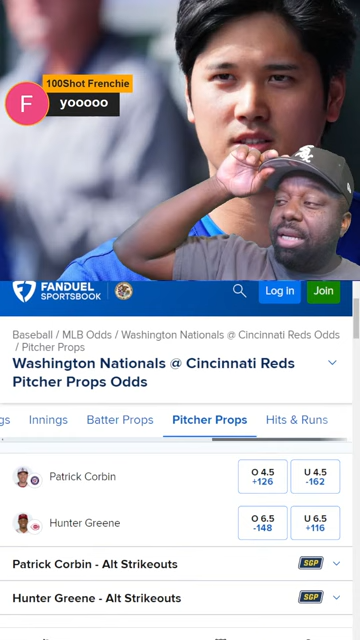 100Shot Frenchie
F
yooooo
FANDUEL
SPORTSBOOK
Log In
Join
Baseball / MLB Odds / Washington Nationals @ Cincinnati Reds Odds
/ Pitcher Props
Washington Nationals @ Cincinnati Reds
Pitcher Props Odds
gs
Innings
Batter Props
Pitcher Props
Hits & Runs
Patrick Corbin
O 4.5
+126
U 4.5
-162
Hunter Greene
O 6.5
-148
U 6.5
+116
Patrick Corbin - Alt Strikeouts
SGP
Hunter Greene - Alt Strikeouts
SGP